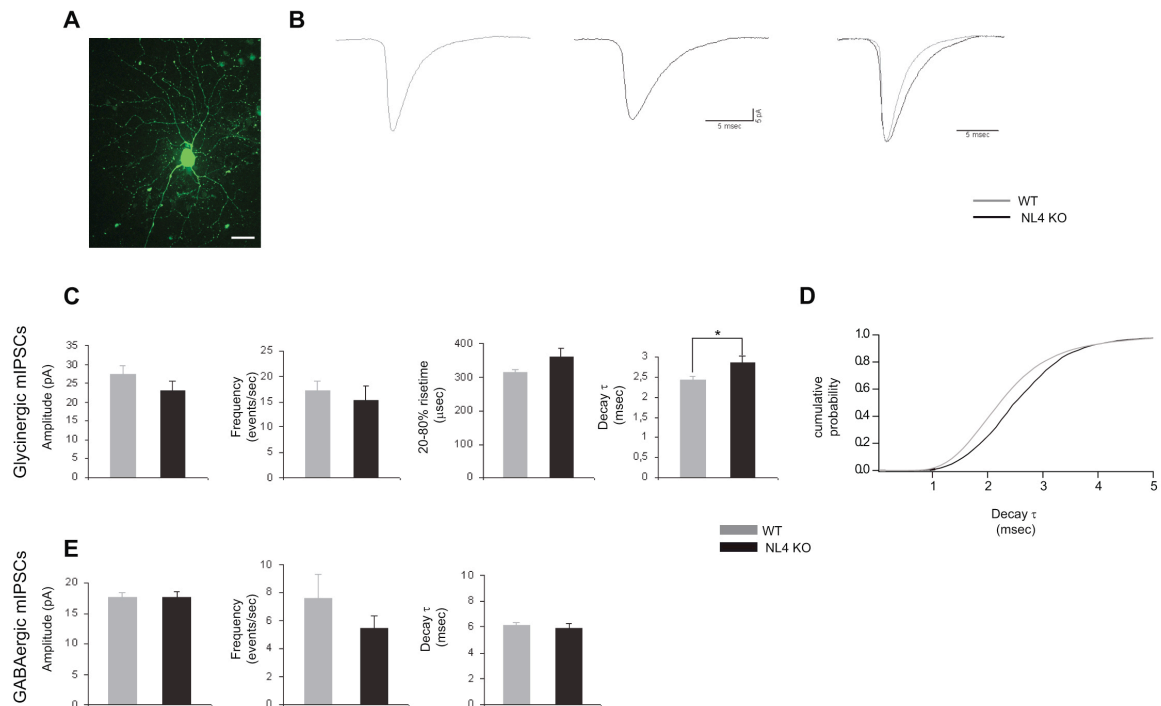 A
B
5 msec
5 pA
5 msec
WT
NL4 KO
C
D
Glycinergic mIPSCs
Amplitude (pA)
35
30
25
20
15
10
5
0
Frequency
(events/sec)
25
20
15
10
5
0
20-80% risetime
(µsec)
400
300
200
100
0
Decay τ
(msec)
3
2,5
2
1,5
1
0,5
0
*
cumulative
probability
1.0
0.8
0.6
0.4
0.2
0.0
1
2
3
4
5
Decay τ
(msec)
WT
NL4 KO
E
GABAergic mIPSCs
Amplitude (pA)
20
15
10
5
0
Frequency
(events/sec)
10
8
6
4
2
0
Decay τ
(msec)
10
9
8
7
6
5
4
3
2
1
0